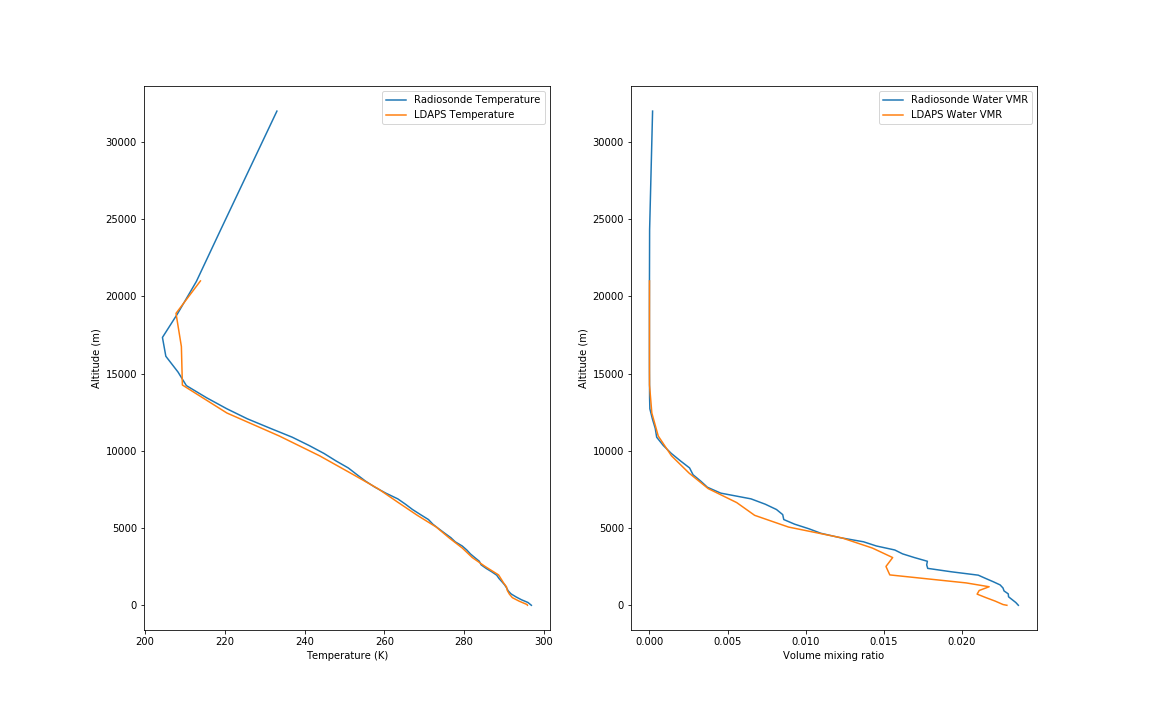 Radiosonde Temperature
LDAPS Temperature
30000
25000
20000
15000
10000
5000
0
Altitude (m)
200 220 240 260 280 300
Temperature (K)
Radiosonde Water VMR
LDAPS Water VMR
30000
25000
20000
15000
10000
5000
0
Altitude (m)
0.000 0.005 0.010 0.015 0.020
Volume mixing ratio